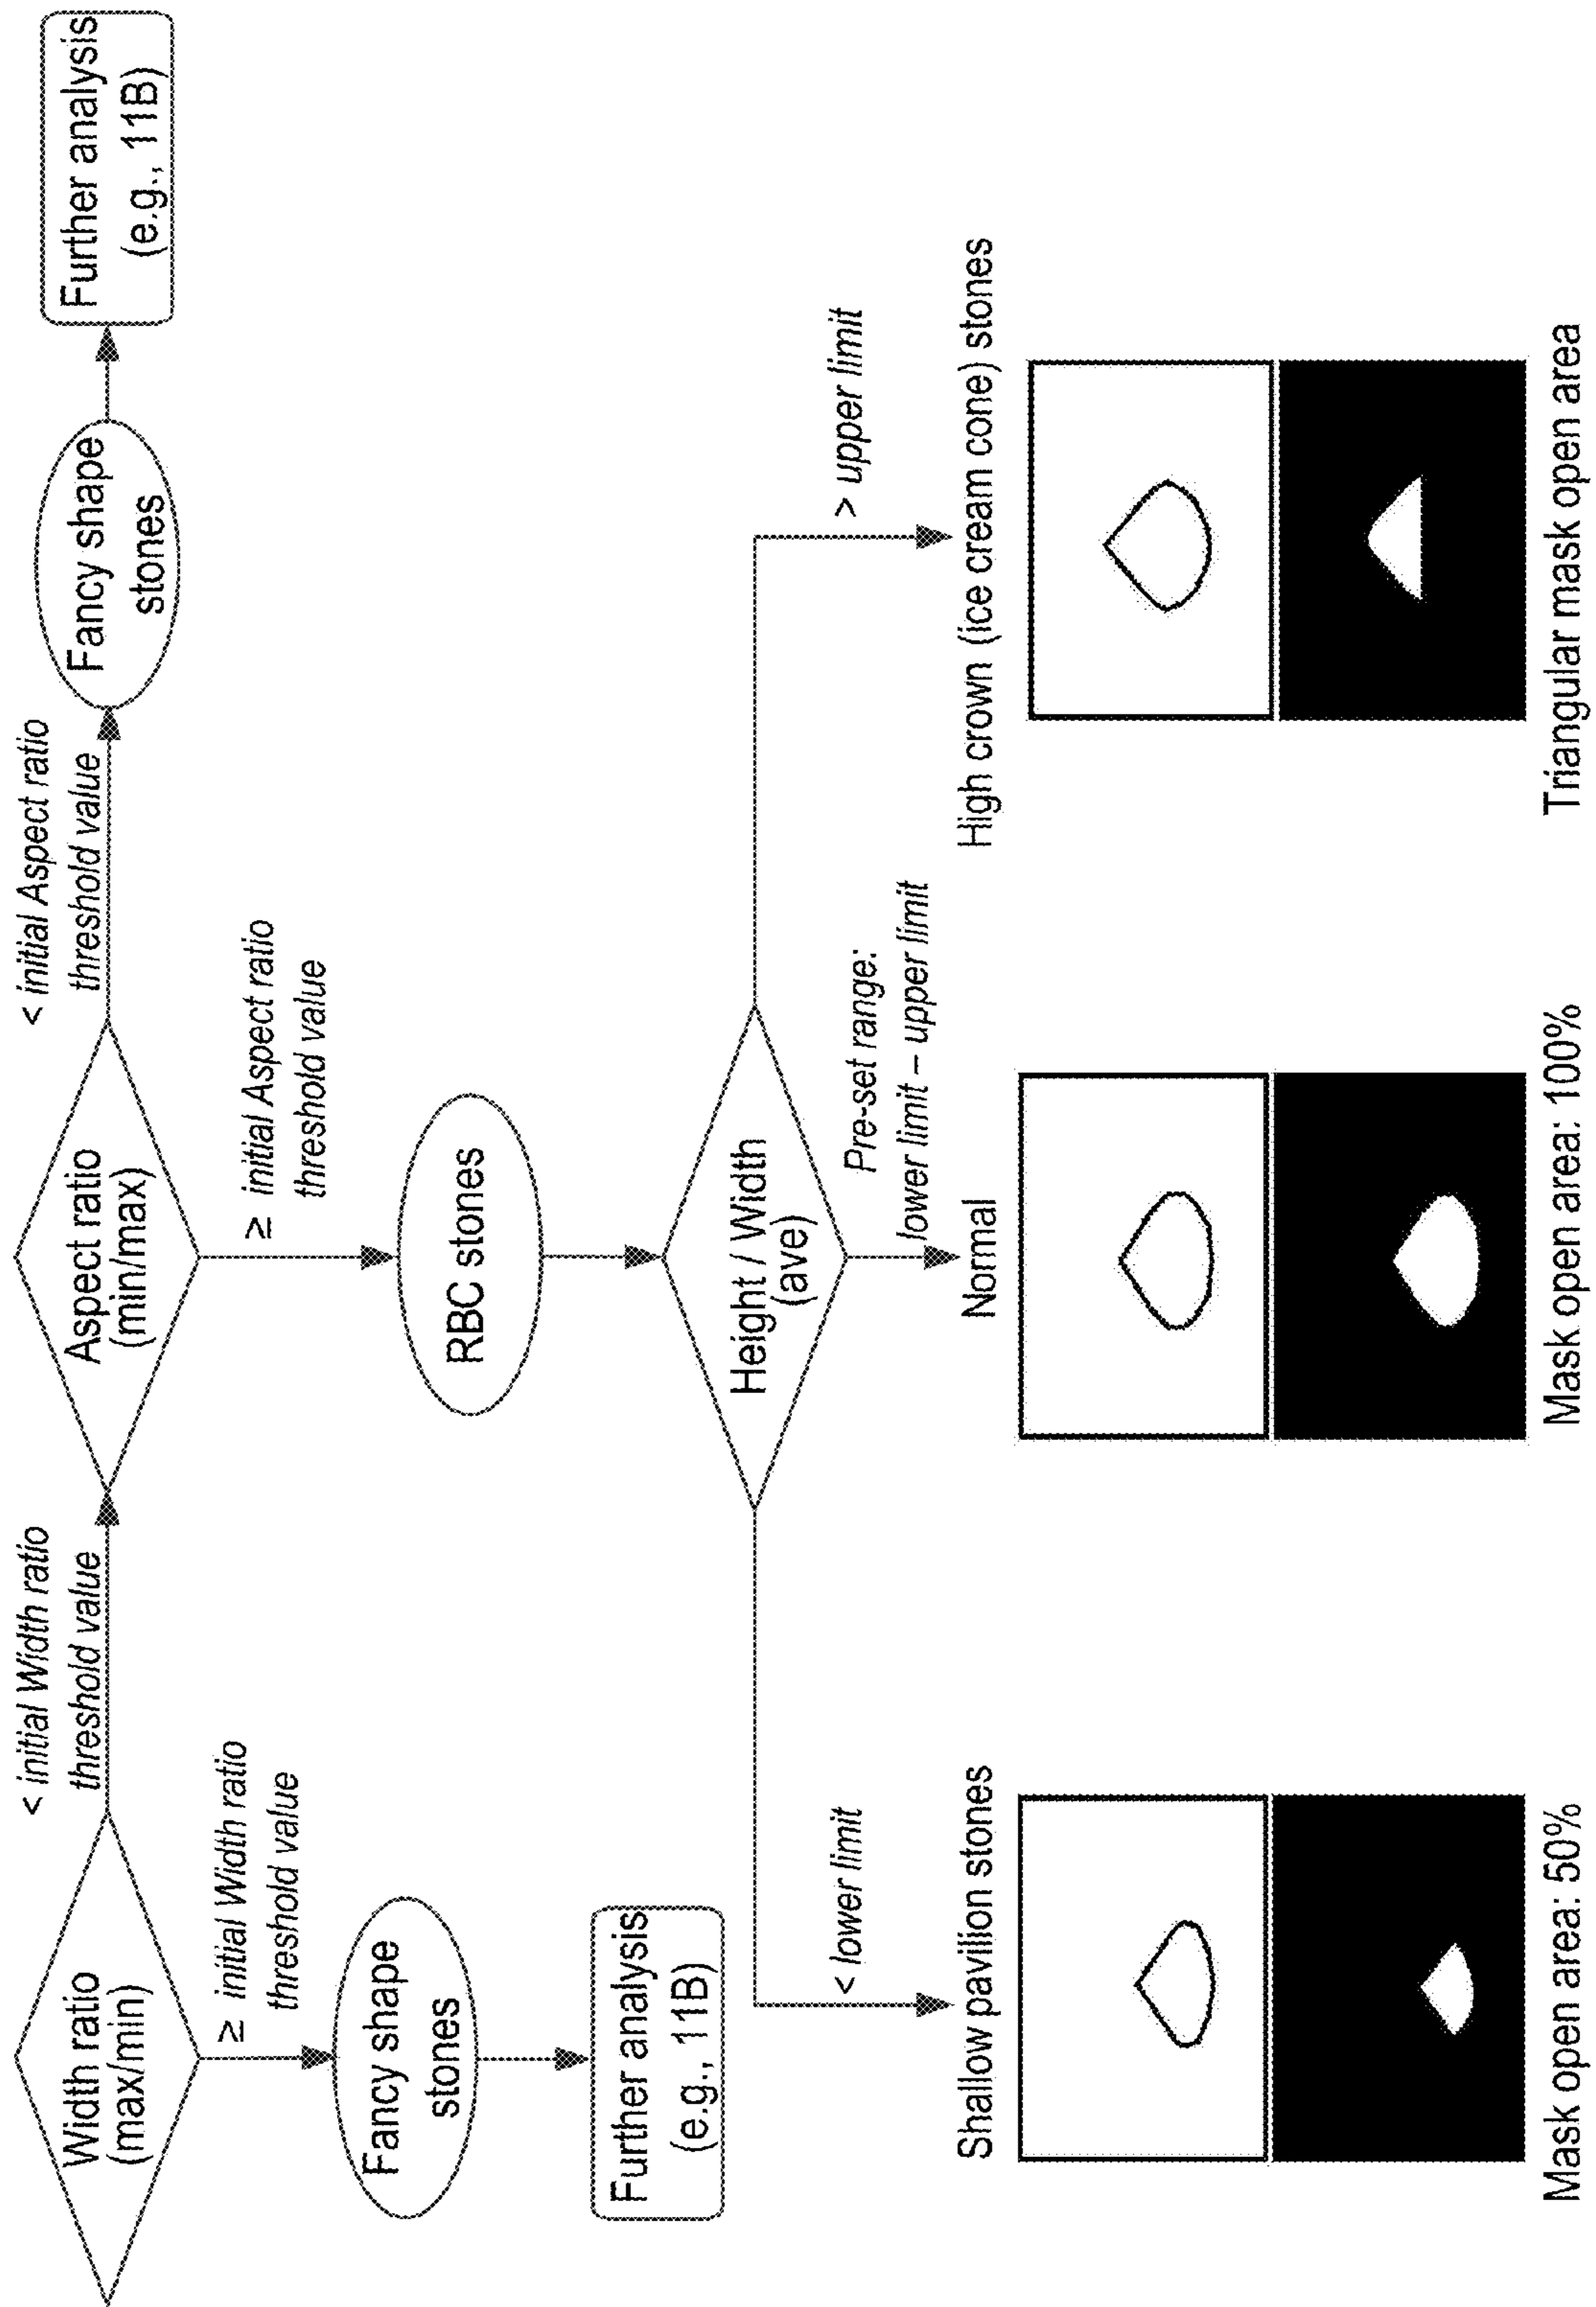 Width ratio
(max/min)
< initial Width ratio
threshold value
Aspect ratio
(min/max)
< initial Aspect ratio
threshold value
Fancy shape
stones
Further analysis
(e.g., 11B)
≥ initial Width ratio
threshold value
Fancy shape
stones
Further analysis
(e.g., 11B)
≥ initial Aspect ratio
threshold value
RBC stones
Height / Width
(ave)
< lower limit
Pre-set range:
lower limit – upper limit
> upper limit
Shallow pavilion stones
Normal
High crown (ice cream cone) stones
Mask open area: 50%
Mask open area: 100%
Triangular mask open area